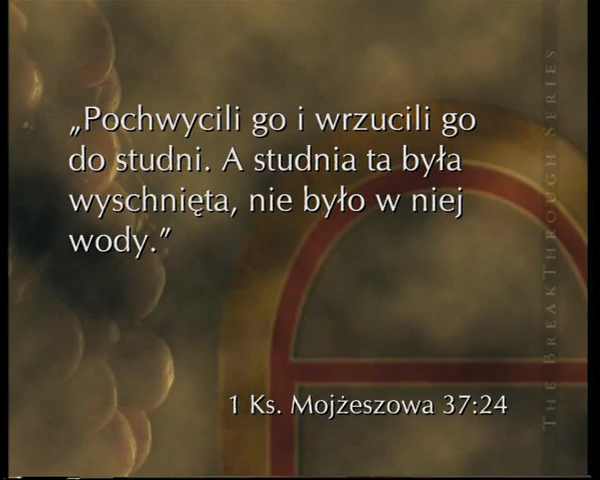 „Pochwycili go i wrzucili go
do studni. A studnia ta była
wyschnięta, nie było w niej
wody.”
1 Ks. Mojżeszowa 37:24
THE BREAKTHROUGH SERIES